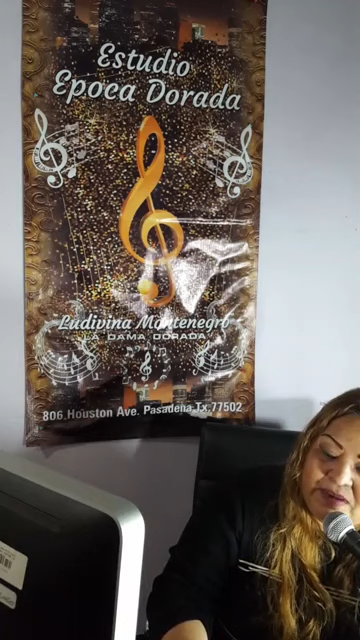 Estudio
Epoca Dorada
Ludivina Montenegro
LA DAMA DORADA
806 Houston Ave. Pasadena Tx 77502